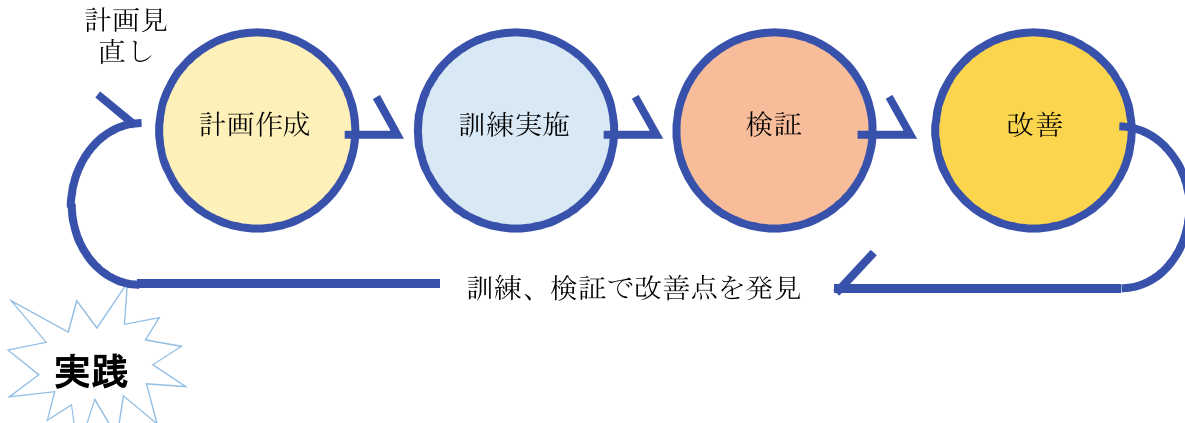 計画見
直し
計画作成
訓練実施
検証
改善
訓練、検証で改善点を発見
実践